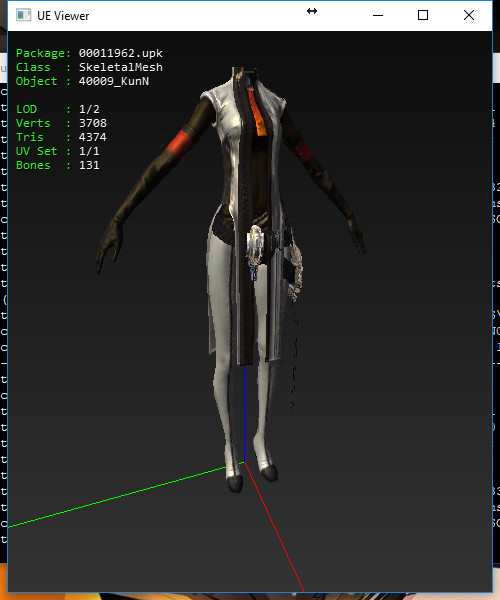 UE Viewer
Package: 00011962.upk
Class : SkeletalMesh
Object : 40009_KunN
LOD : 1/2
Verts : 3708
Tris : 4374
UV Set : 1/1
Bones : 131